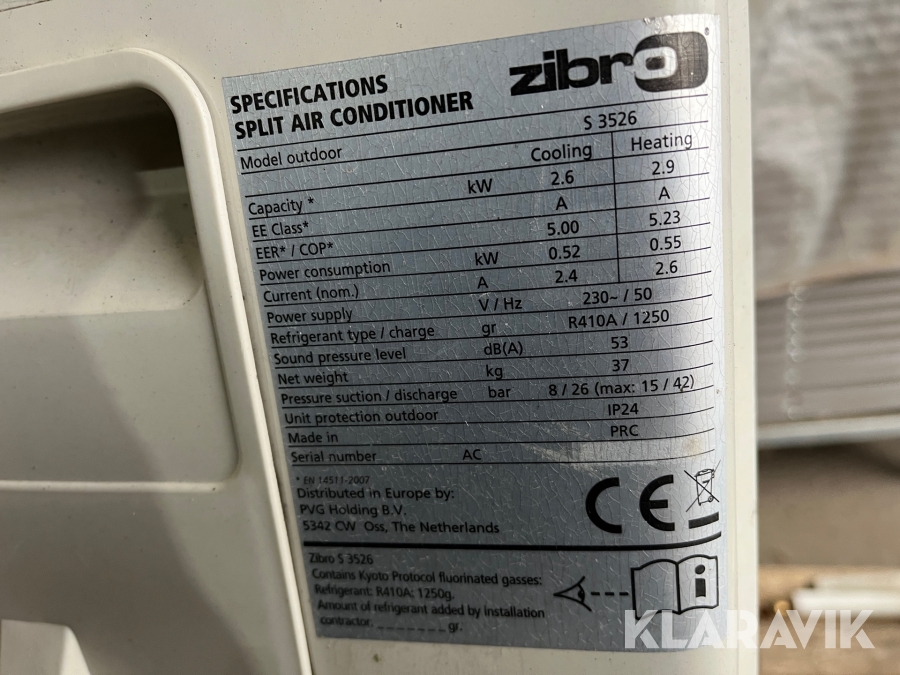 zibro
SPECIFICATIONS
SPLIT AIR CONDITIONER
Model outdoor S 3526
Cooling Heating
Capacity * kW 2.6 2.9
EE Class* A A
EER* / COP* 5.00 5.23
Power consumption kW 0.52 0.55
Current (nom.) A 2.4 2.6
Power supply V / Hz 230~ / 50
Refrigerant type / charge gr R410A / 1250
Sound pressure level dB(A) 53
Net weight kg 37
Pressure suction / discharge bar 8 / 26 (max: 15 / 42)
Unit protection outdoor IP24
Made in PRC
Serial number AC
* EN 14511-2007
Distributed in Europe by:
PVG Holding B.V.
5342 CW Oss, The Netherlands
CE
Zibro S 3526
Contains Kyoto Protocol fluorinated gasses:
Refrigerant: R410A; 1250g.
Amount of refrigerant added by installation
contractor: _ _ _ _ _ _ _ gr.
i
KLARAVIK